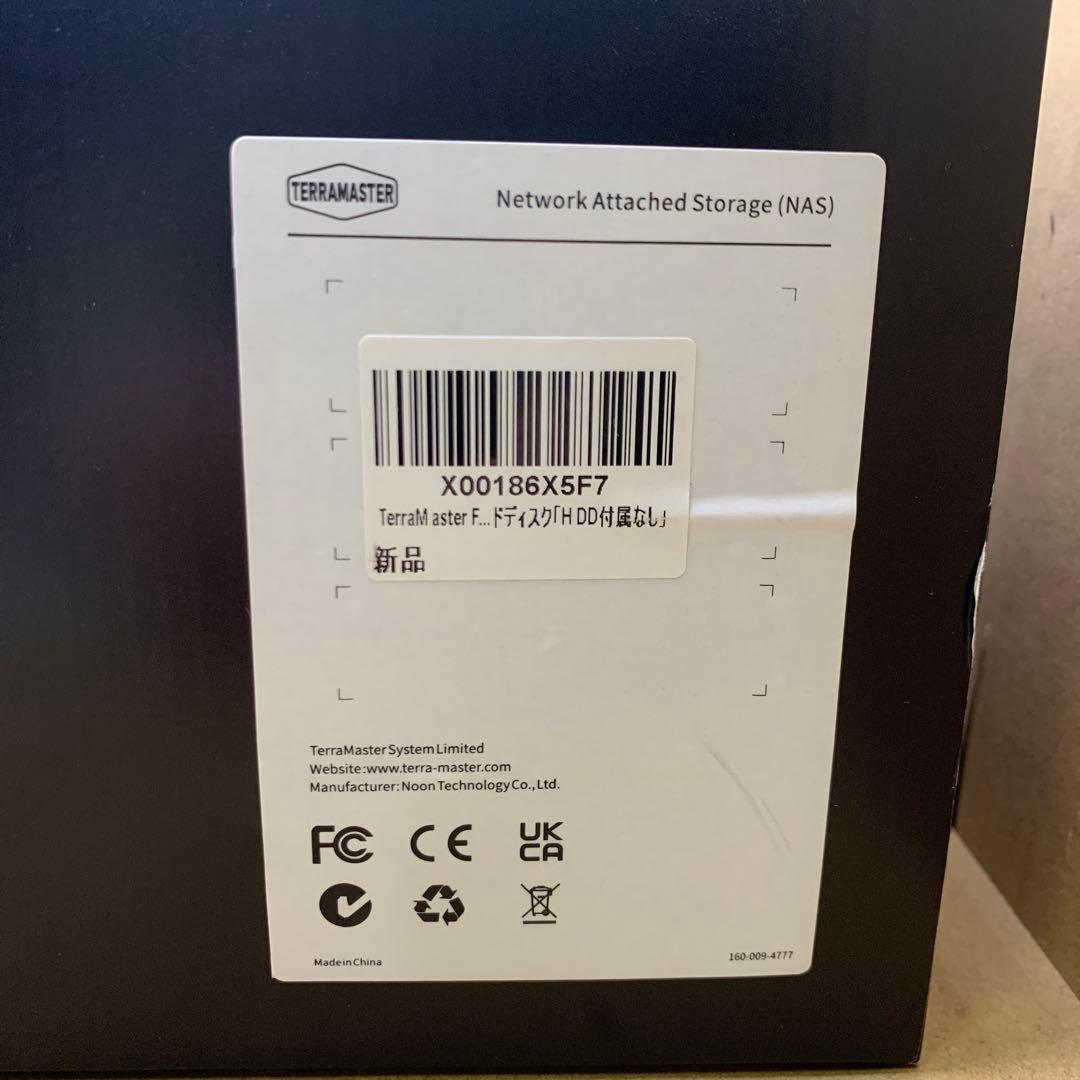 TERRAMASTER
Network Attached Storage (NAS)
X00186X5F7
TerraM aster F...ドディスク「H DD付属なし」
新品
TerraMaster System Limited
Website:www.terra-master.com
Manufacturer: Noon Technology Co., Ltd.
FC CE UK
CA
Made in China
160-009-4777